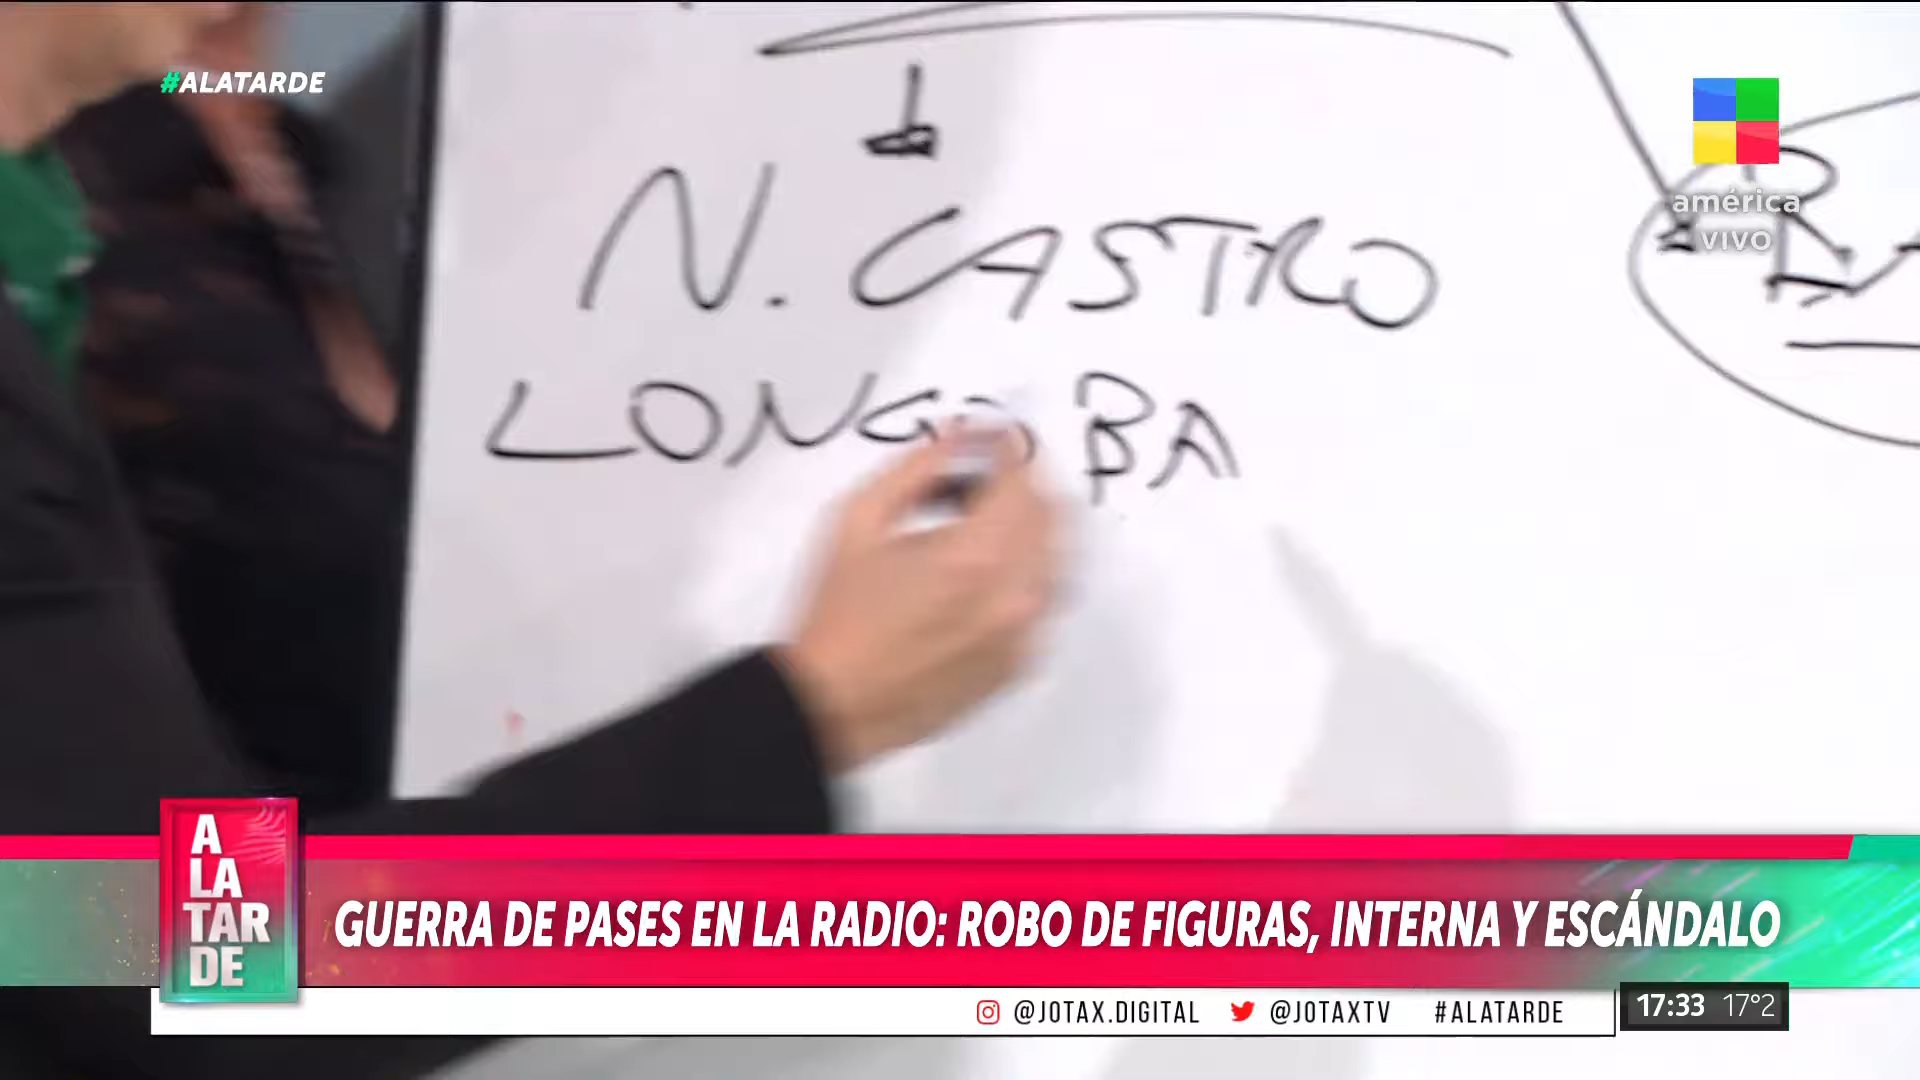 #ALATARDE
américa
VIVO
N. CASTRO
LONGOBA
A
LA
TAR
DE
GUERRA DE PASES EN LA RADIO: ROBO DE FIGURAS, INTERNA Y ESCÁNDALO
@JOTAX.DIGITAL @JOTAXTV #ALATARDE
17:33 17°2